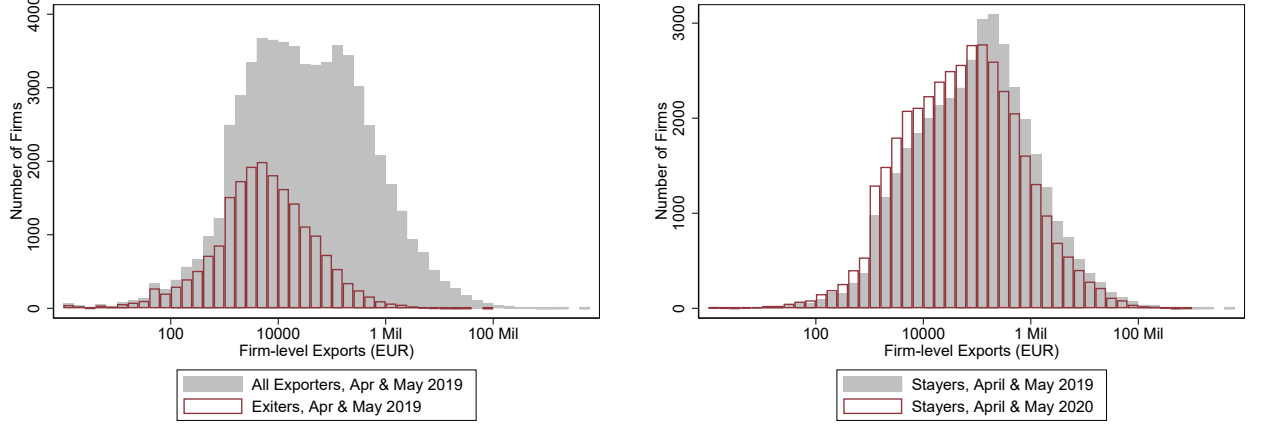 4000
3000
2000
1000
0
Number of Firms
100
10000
1 Mil
100 Mil
Firm-level Exports (EUR)
All Exporters, Apr & May 2019
Exiters, Apr & May 2019
3000
2000
1000
0
Number of Firms
100
10000
1 Mil
100 Mil
Firm-level Exports (EUR)
Stayers, April & May 2019
Stayers, April & May 2020